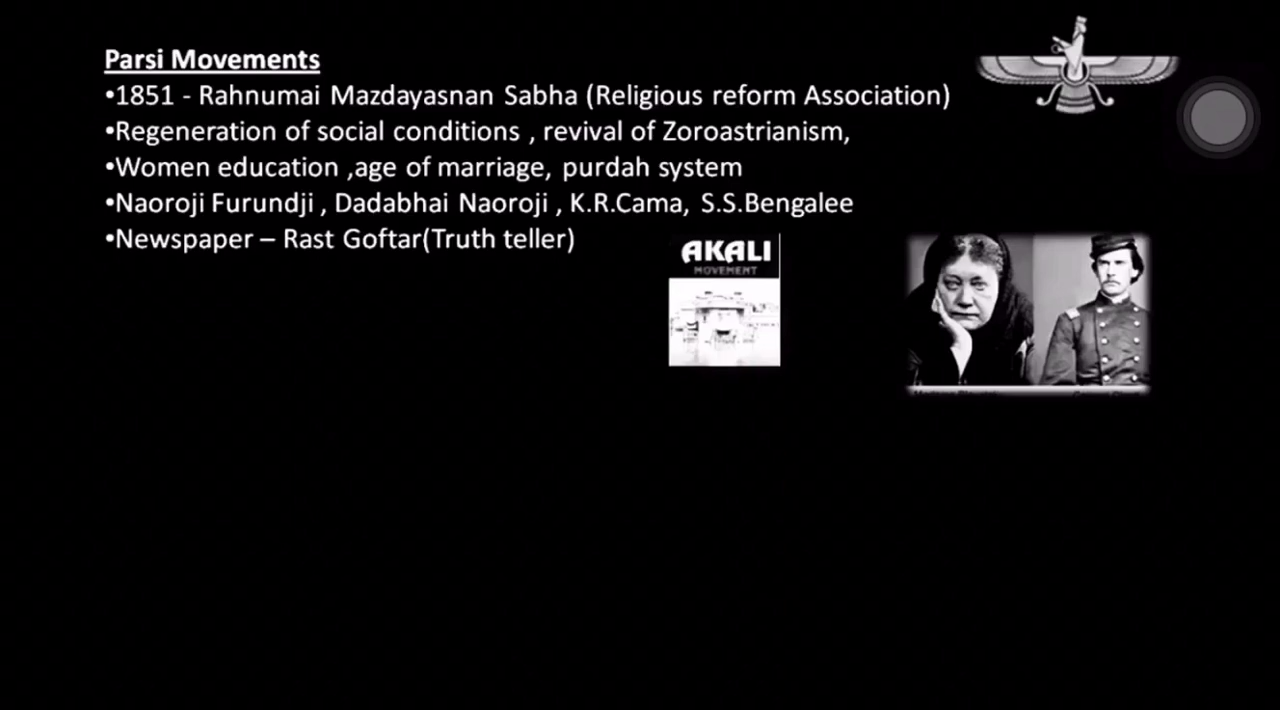 Parsi Movements
•1851 - Rahnumai Mazdayasnan Sabha (Religious reform Association)
•Regeneration of social conditions , revival of Zoroastrianism,
•Women education ,age of marriage, purdah system
•Naoroji Furundji , Dadabhai Naoroji , K.R.Cama, S.S.Bengalee
•Newspaper – Rast Goftar(Truth teller)
AKALI
MOVEMENT